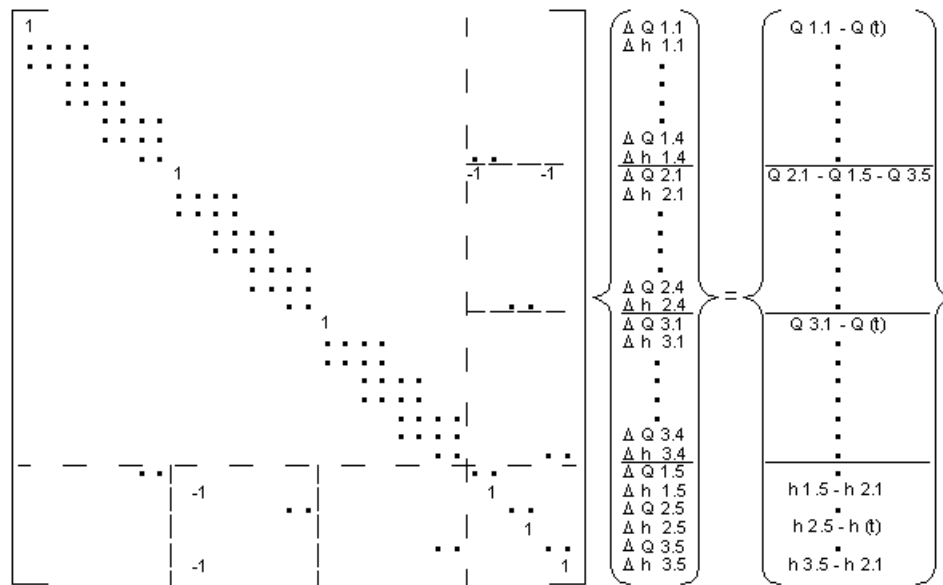 1
Δ Q 1.1
Q 1.1 - Q (t)
Δ h 1.1
Δ Q 1.4
Δ h 1.4
1
-1 -1
Δ Q 2.1
Q 2.1 - Q 1.5 - Q 3.5
Δ h 2.1
Δ Q 2.4
Δ h 2.4
=
1
Δ Q 3.1
Q 3.1 - Q (t)
Δ h 3.1
Δ Q 3.4
Δ h 3.4
Δ Q 1.5
-1
1
Δ h 1.5
h 1.5 - h 2.1
Δ Q 2.5
1
Δ h 2.5
h 2.5 - h (t)
Δ Q 3.5
-1
1
Δ h 3.5
h 3.5 - h 2.1